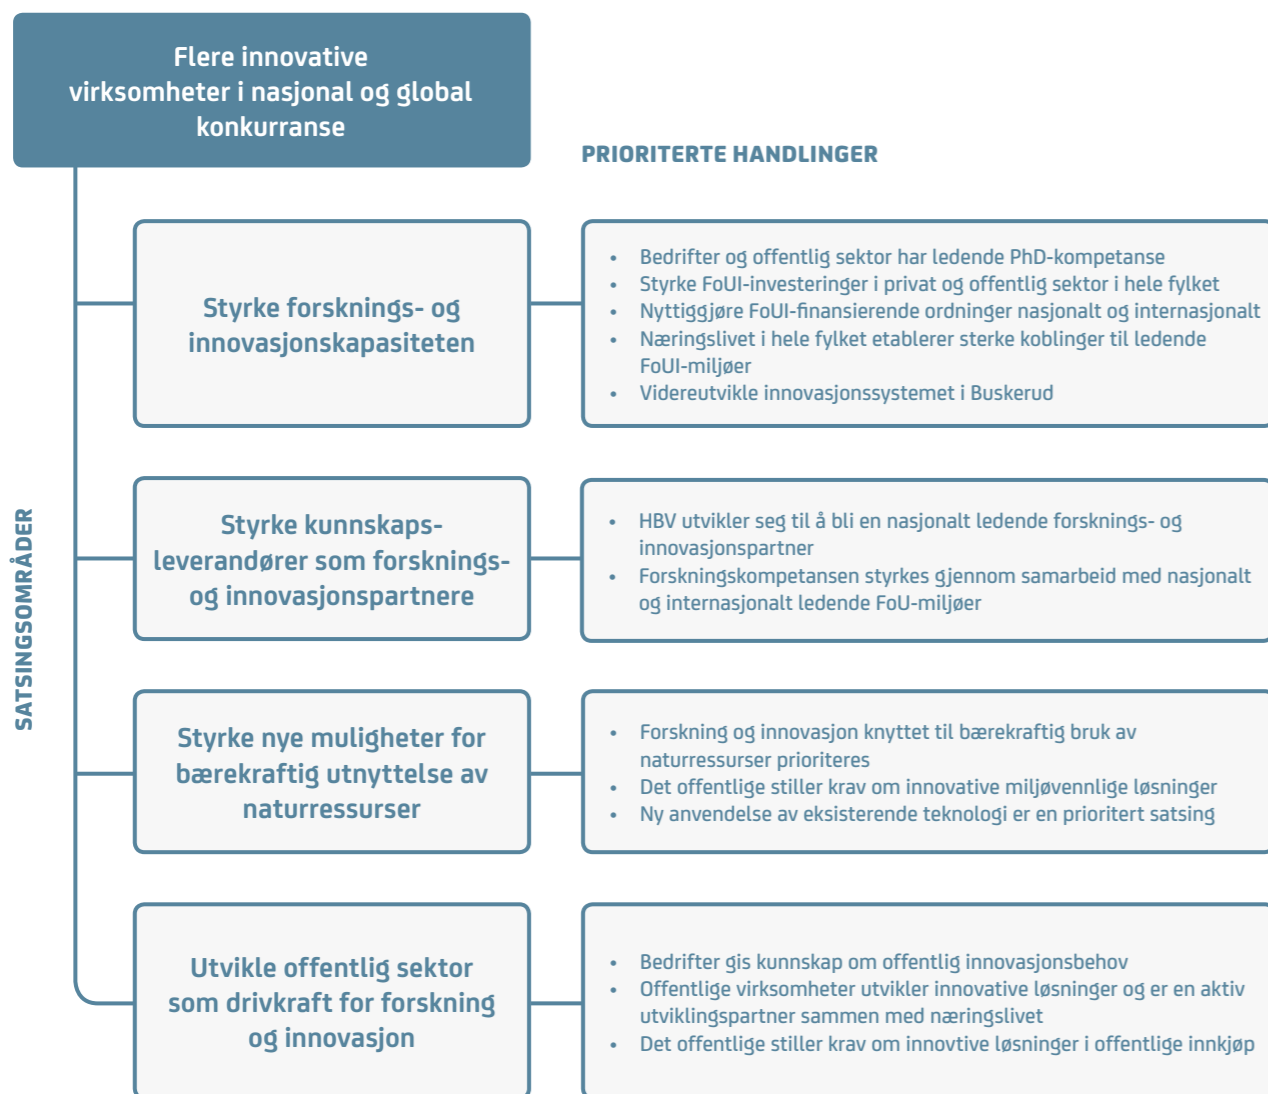 Flere innovative
virksomheter i nasjonal og global
konkurranse
PRIORITERTE HANDLINGER
SATSINGSOMRÅDER
Styrke forsknings- og
innovasjonskapasiteten
• Bedrifter og offentlig sektor har ledende PhD-kompetanse
• Styrke FoUI-investeringer i privat og offentlig sektor i hele fylket
• Nyttiggjøre FoUI-finansierende ordninger nasjonalt og internasjonalt
• Næringslivet i hele fylket etablerer sterke koblinger til ledende
FoUI-miljøer
• Videreutvikle innovasjonssystemet i Buskerud
Styrke kunnskaps-
leverandører som forsknings-
og innovasjonspartnere
• HBV utvikler seg til å bli en nasjonalt ledende forsknings- og
innovasjonspartner
• Forskningskompetansen styrkes gjennom samarbeid med nasjonalt
og internasjonalt ledende FoU-miljøer
Styrke nye muligheter for
bærekraftig utnyttelse av
naturressurser
• Forskning og innovasjon knyttet til bærekraftig bruk av
naturressurser prioriteres
• Det offentlige stiller krav om innovative miljøvennlige løsninger
• Ny anvendelse av eksisterende teknologi er en prioritert satsing
Utvikle offentlig sektor
som drivkraft for forskning
og innovasjon
• Bedrifter gis kunnskap om offentlig innovasjonsbehov
• Offentlige virksomheter utvikler innovative løsninger og er en aktiv
utviklingspartner sammen med næringslivet
• Det offentlige stiller krav om innovtive løsninger i offentlige innkjøp